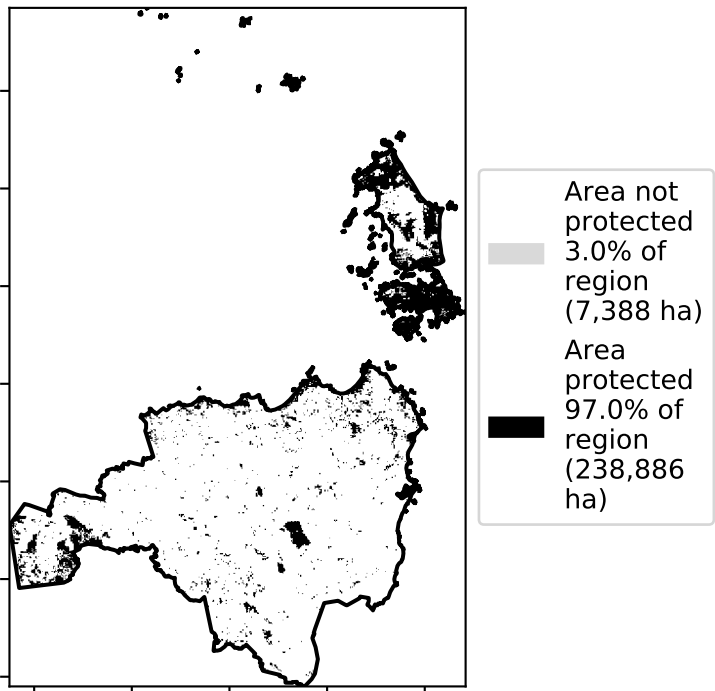 Area not
protected
3.0% of
region
(7,388 ha)
Area
protected
97.0% of
region
(238,886
ha)